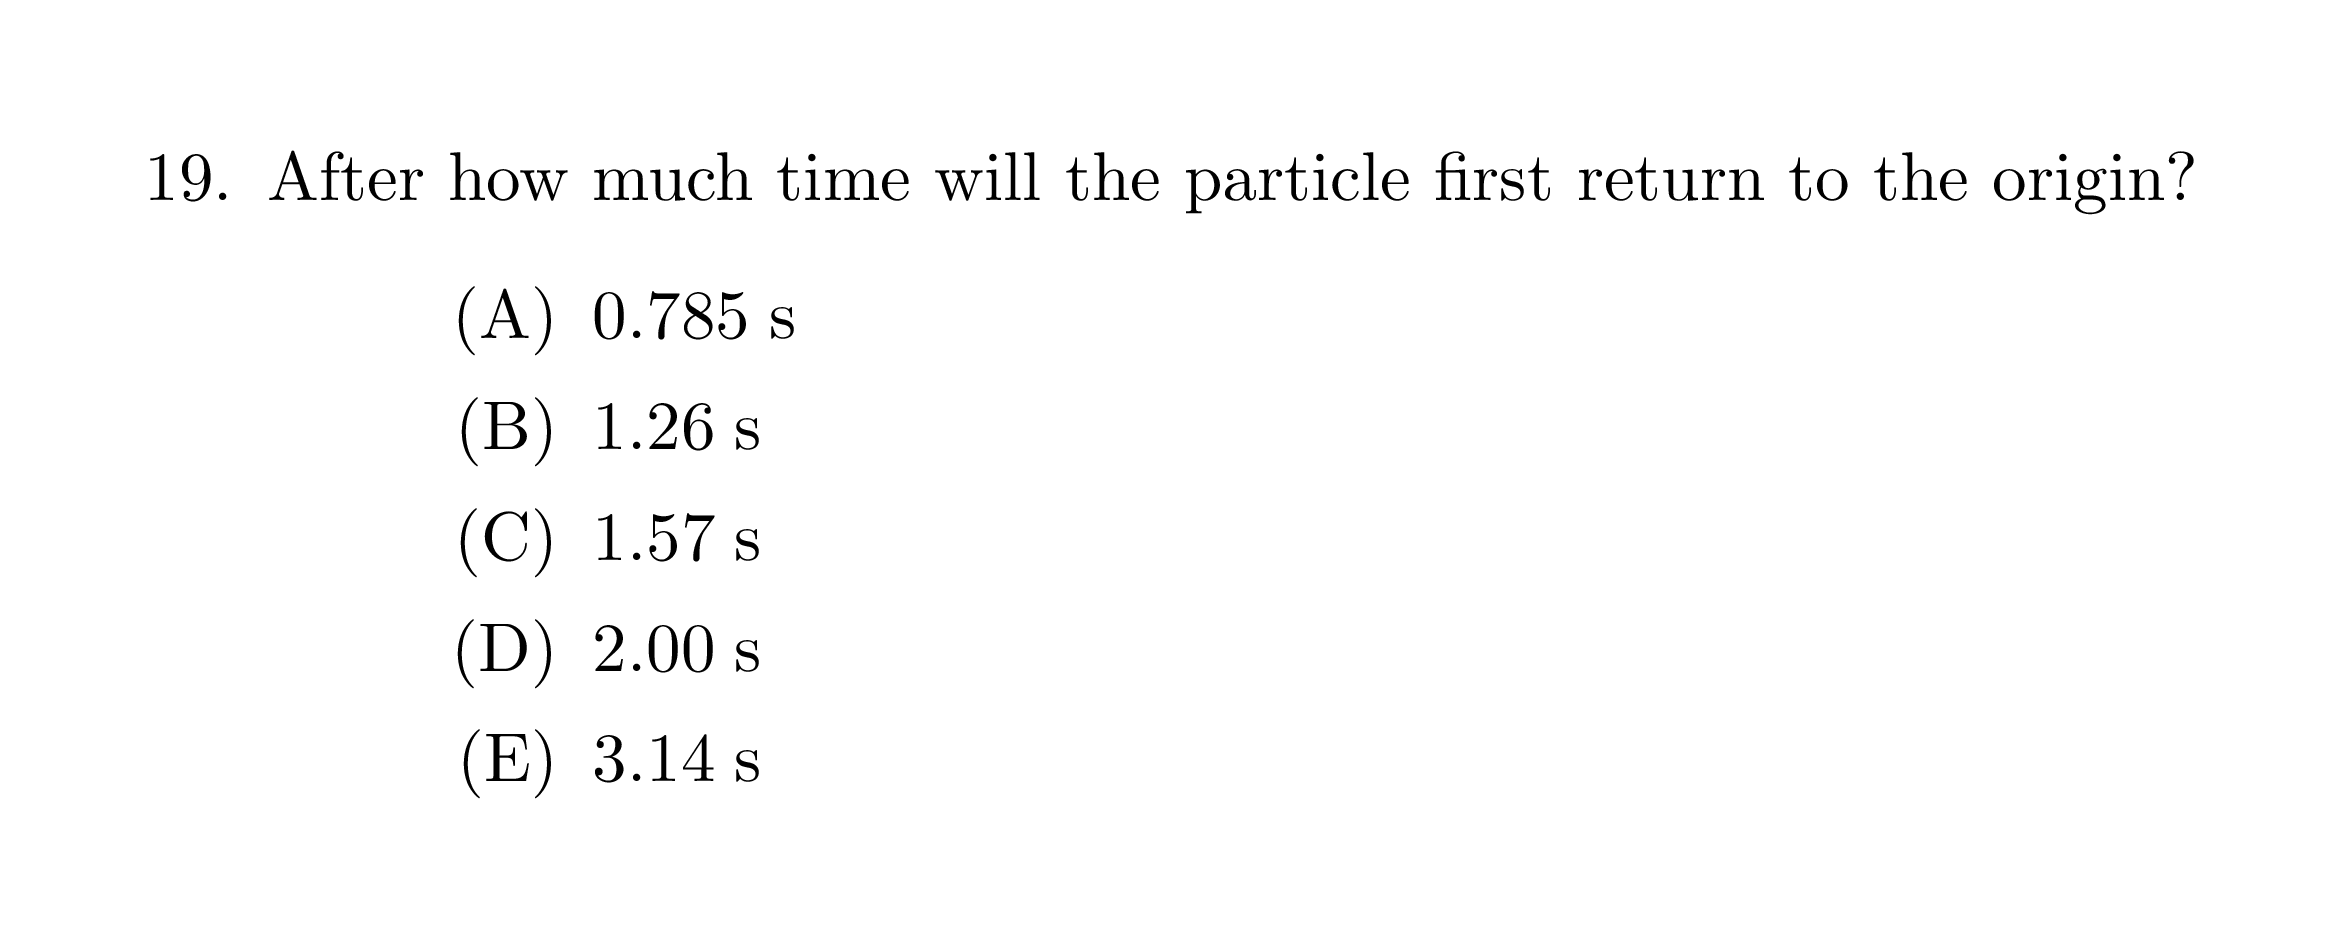 19. After how much time will the particle first return to the origin?
(A) 0.785 s
(B) 1.26 s
(C) 1.57 s
(D) 2.00 s
(E) 3.14 s